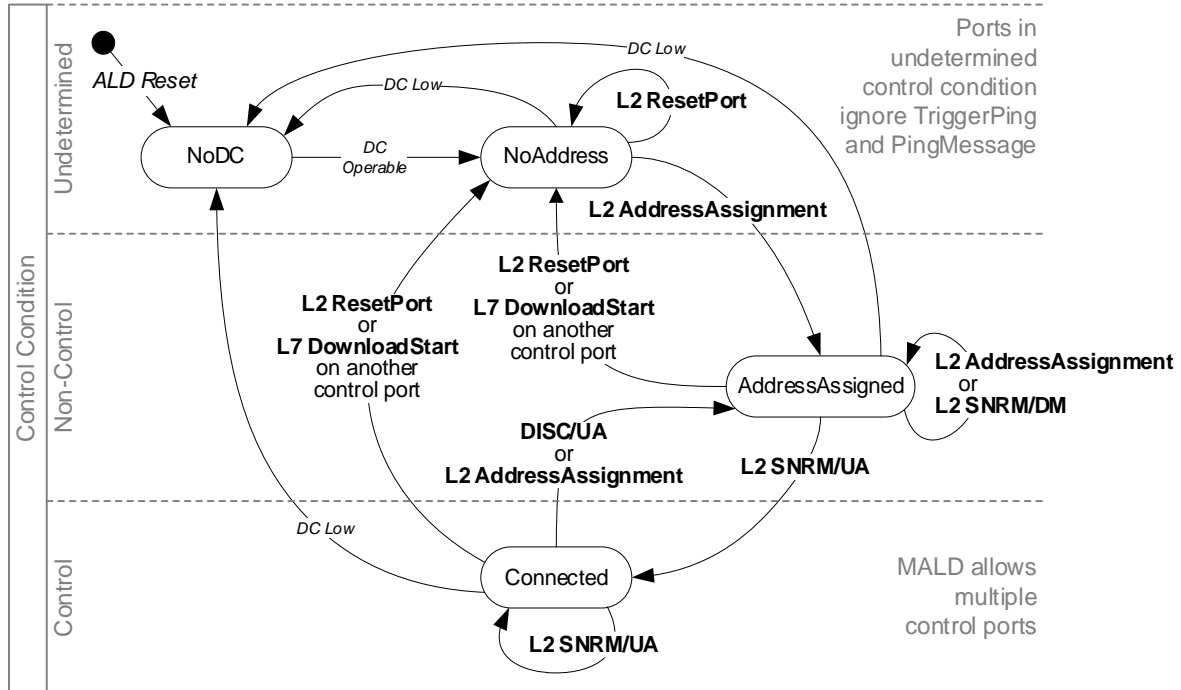 Control Condition
Undetermined
Non-Control
Control
ALD Reset
NoDC
DC
Operable
DC Low
DC Low
NoAddress
L2 ResetPort
Ports in
undetermined
control condition
ignore TriggerPing
and PingMessage
L2 AddressAssignment
L2 ResetPort
or
L7 DownloadStart
on another
control port
L2 ResetPort
or
L7 DownloadStart
on another
control port
AddressAssigned
L2 AddressAssignment
or
L2 SNRM/DM
DISC/UA
or
L2 AddressAssignment
L2 SNRM/UA
DC Low
Connected
L2 SNRM/UA
MALD allows
multiple
control ports